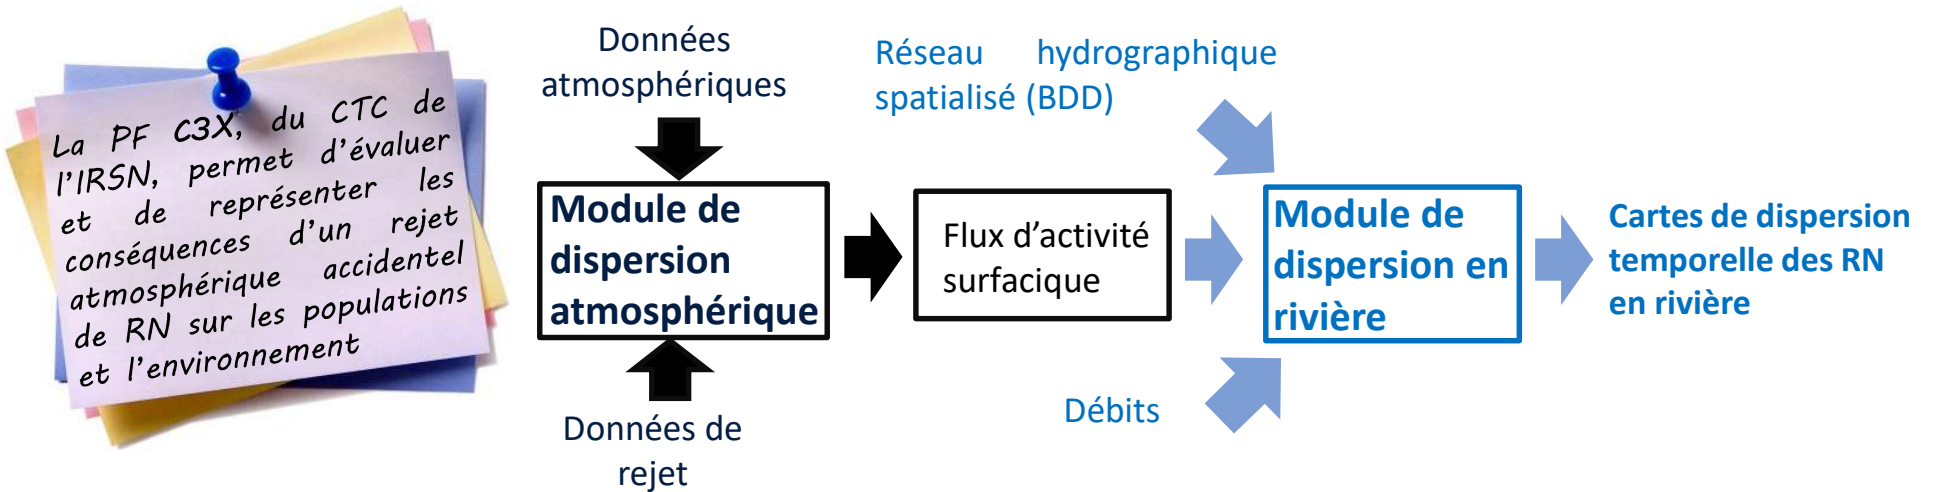 La PF C3X, du CTC de
l'IRSN, permet d'évaluer
et de représenter les
conséquences d'un rejet
atmosphérique accidentel
de RN sur les populations
et l'environnement
Données
atmosphériques
Module de
dispersion
atmosphérique
Données de
rejet
Flux d'activité
surfacique
Réseau hydrographique
spatialisé (BDD)
Module de
dispersion en
rivière
Débits
Cartes de dispersion
temporelle des RN
en rivière